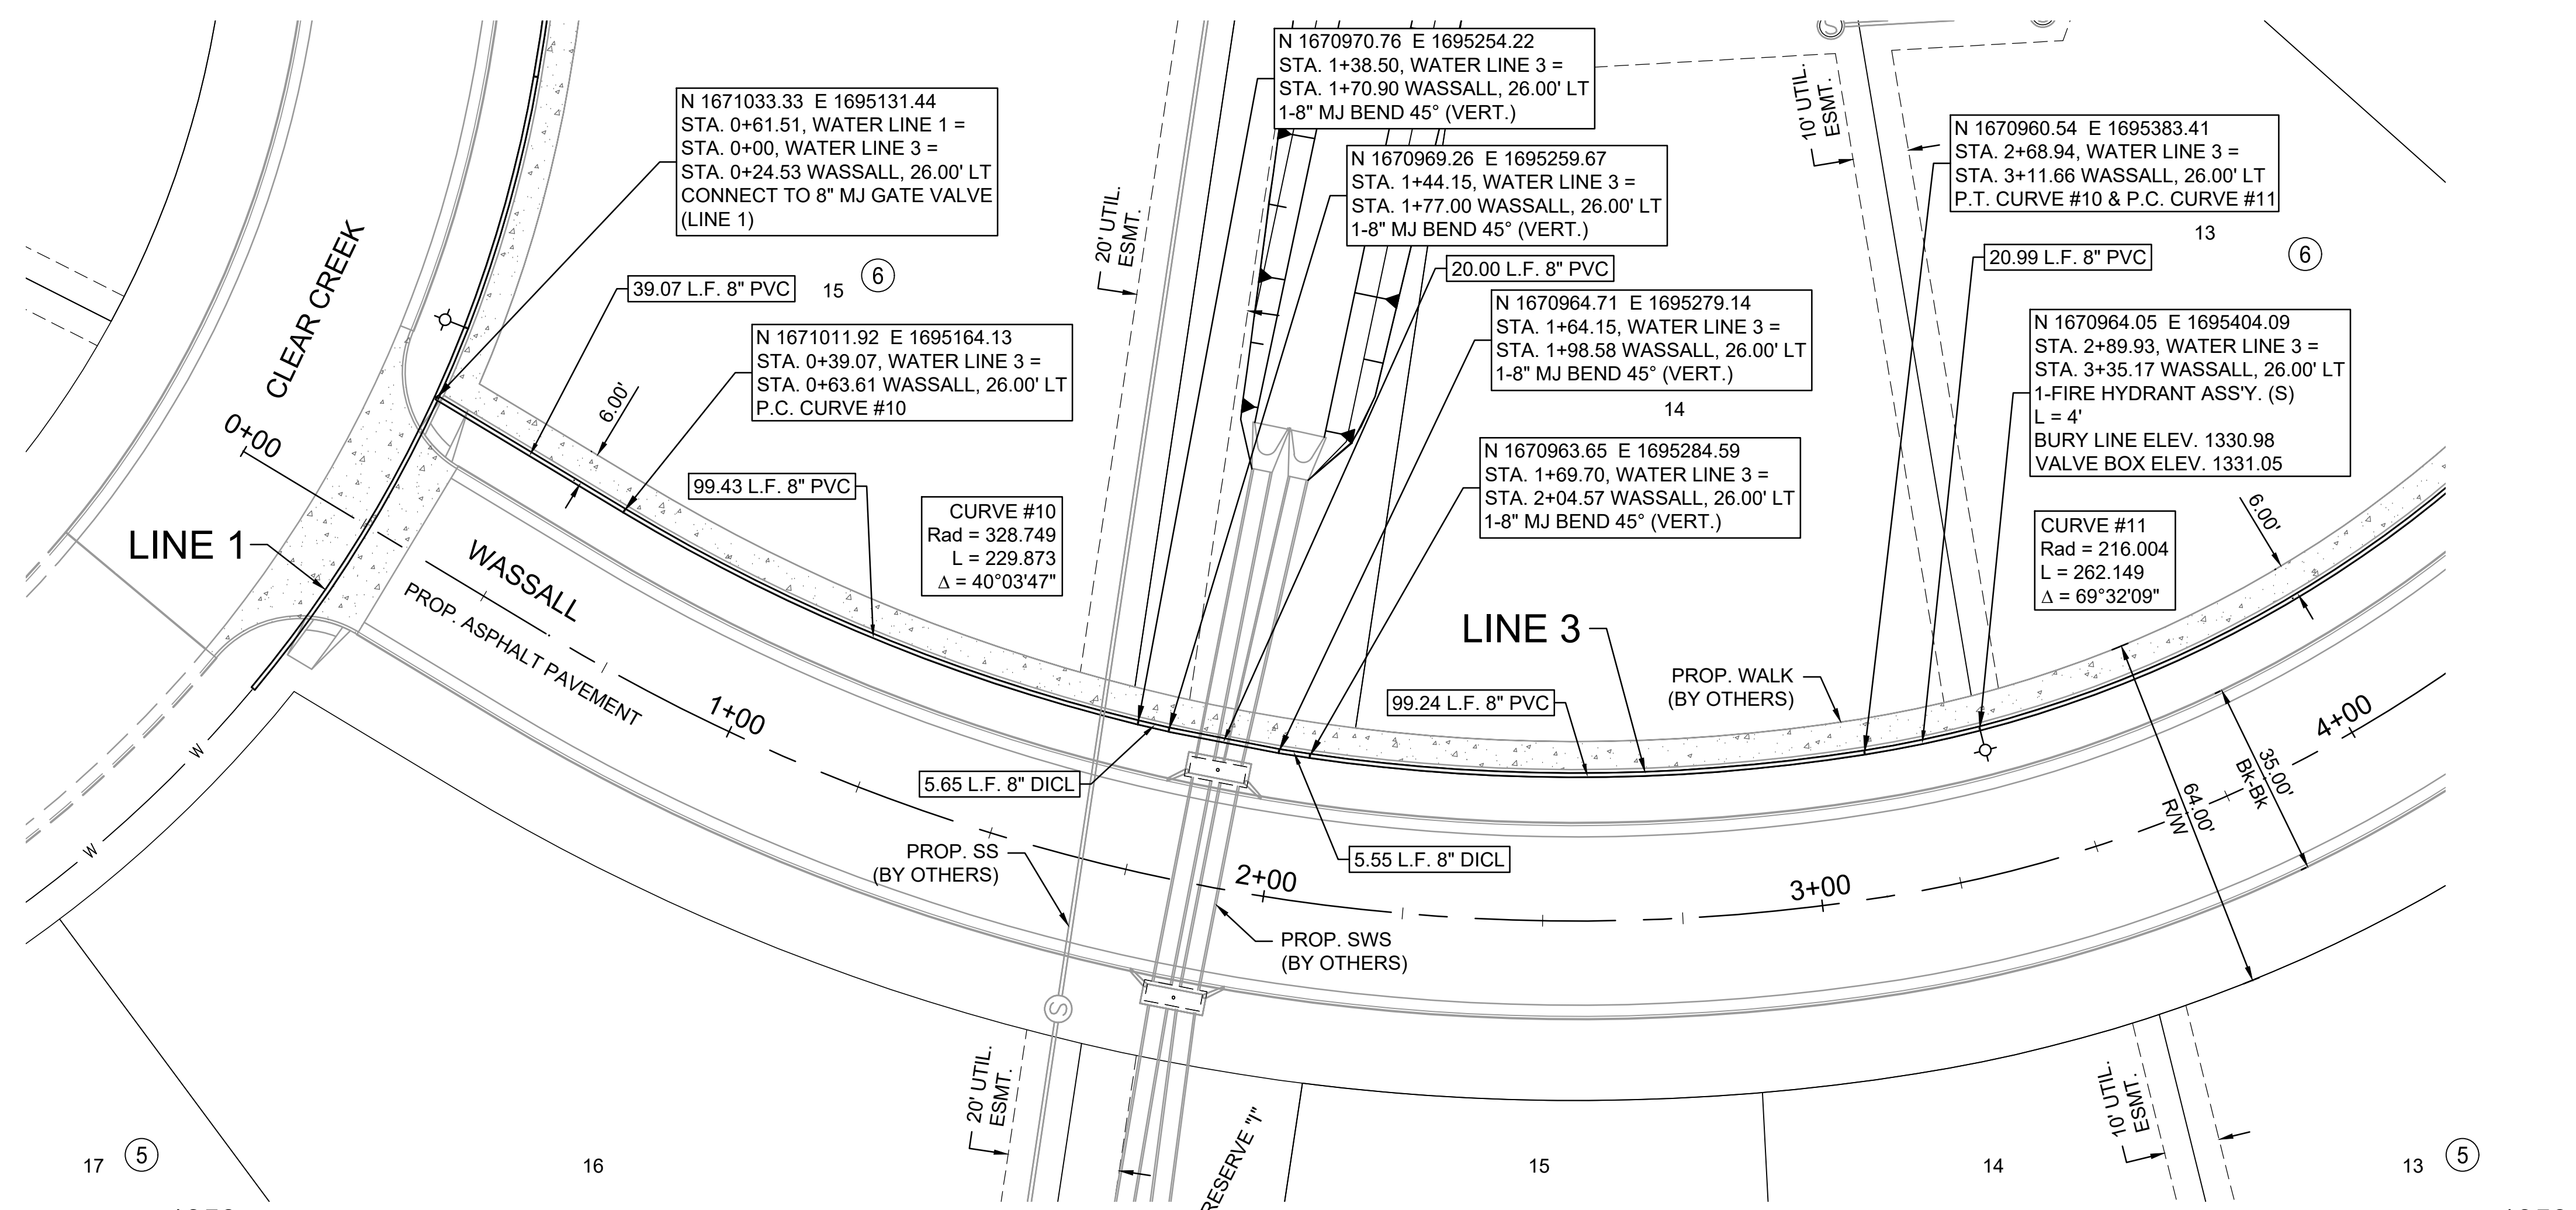 N 1670970.76 E 1695254.22
STA. 1+38.50, WATER LINE 3 =
STA. 1+70.90 WASSALL, 26.00' LT
1-8" MJ BEND 45° (VERT.)
N 1671033.33 E 1695131.44
STA. 0+61.51, WATER LINE 1 =
STA. 0+00, WATER LINE 3 =
STA. 0+24.53 WASSALL, 26.00' LT
CONNECT TO 8" MJ GATE VALVE
(LINE 1)
N 1670969.26 E 1695259.67
STA. 1+44.15, WATER LINE 3 =
STA. 1+77.00 WASSALL, 26.00' LT
1-8" MJ BEND 45° (VERT.)
10' UTIL.
ESMT.
N 1670960.54 E 1695383.41
STA. 2+68.94, WATER LINE 3 =
STA. 3+11.66 WASSALL, 26.00' LT
P.T. CURVE #10 & P.C. CURVE #11
13
6
20' UTIL.
ESMT.
CLEAR CREEK
39.07 L.F. 8" PVC
15
6
20.00 L.F. 8" PVC
20.99 L.F. 8" PVC
N 1671011.92 E 1695164.13
STA. 0+39.07, WATER LINE 3 =
STA. 0+63.61 WASSALL, 26.00' LT
P.C. CURVE #10
N 1670964.71 E 1695279.14
STA. 1+64.15, WATER LINE 3 =
STA. 1+98.58 WASSALL, 26.00' LT
1-8" MJ BEND 45° (VERT.)
14
N 1670964.05 E 1695404.09
STA. 2+89.93, WATER LINE 3 =
STA. 3+35.17 WASSALL, 26.00' LT
1-FIRE HYDRANT ASS'Y. (S)
L = 4'
BURY LINE ELEV. 1330.98
VALVE BOX ELEV. 1331.05
0+00
6.00'
99.43 L.F. 8" PVC
CURVE #10
Rad = 328.749
L = 229.873
Δ = 40°03'47"
N 1670963.65 E 1695284.59
STA. 1+69.70, WATER LINE 3 =
STA. 2+04.57 WASSALL, 26.00' LT
1-8" MJ BEND 45° (VERT.)
6.00'
CURVE #11
Rad = 216.004
L = 262.149
Δ = 69°32'09"
LINE 1
WASSALL
PROP. ASPHALT PAVEMENT
LINE 3
PROP. WALK
(BY OTHERS)
1+00
99.24 L.F. 8" PVC
4+00
35.00'
Bk-Bk
64.00'
R/W
W
W
5.65 L.F. 8" DICL
PROP. SS
(BY OTHERS)
5.55 L.F. 8" DICL
2+00
3+00
PROP. SWS
(BY OTHERS)
S
20' UTIL.
ESMT.
RESERVE "I"
10' UTIL.
ESMT.
17
5
16
15
14
13
5